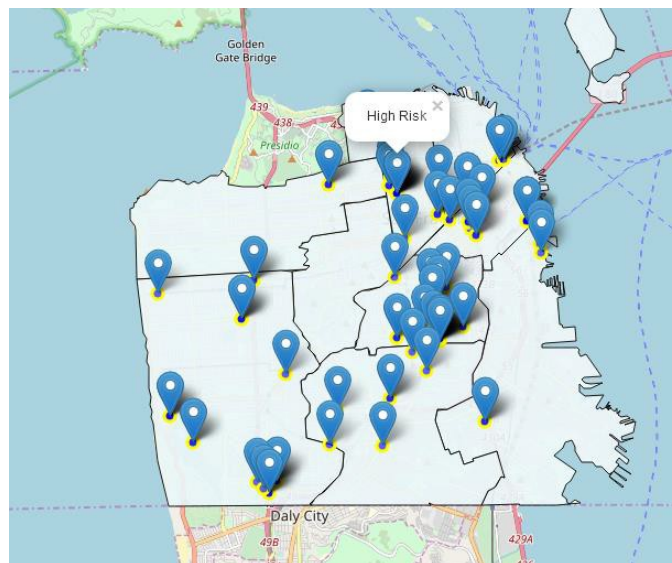 Golden
Gate Bridge
439
438
Presidio
High Risk
×
Daly City
49B
429A